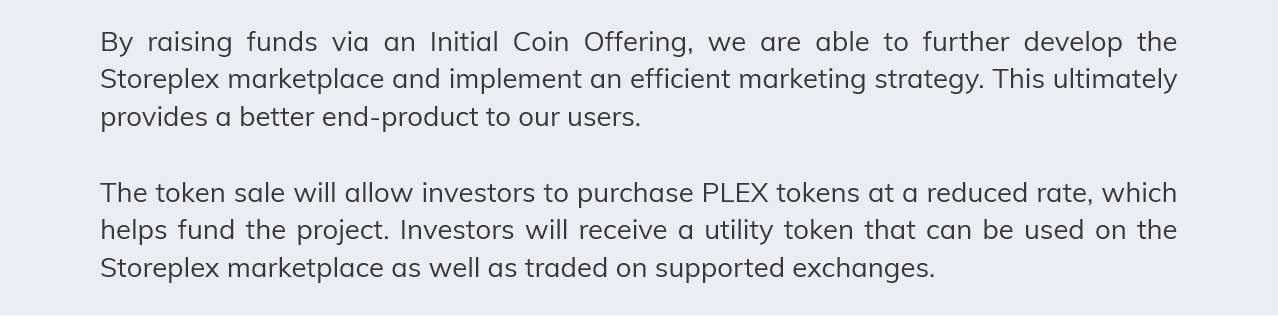 By raising funds via an Initial Coin Offering, we are able to further develop the
Storeplex marketplace and implement an efficient marketing strategy. This ultimately
provides a better end-product to our users.
The token sale will allow investors to purchase PLEX tokens at a reduced rate, which
helps fund the project. Investors will receive a utility token that can be used on the
Storeplex marketplace as well as traded on supported exchanges.